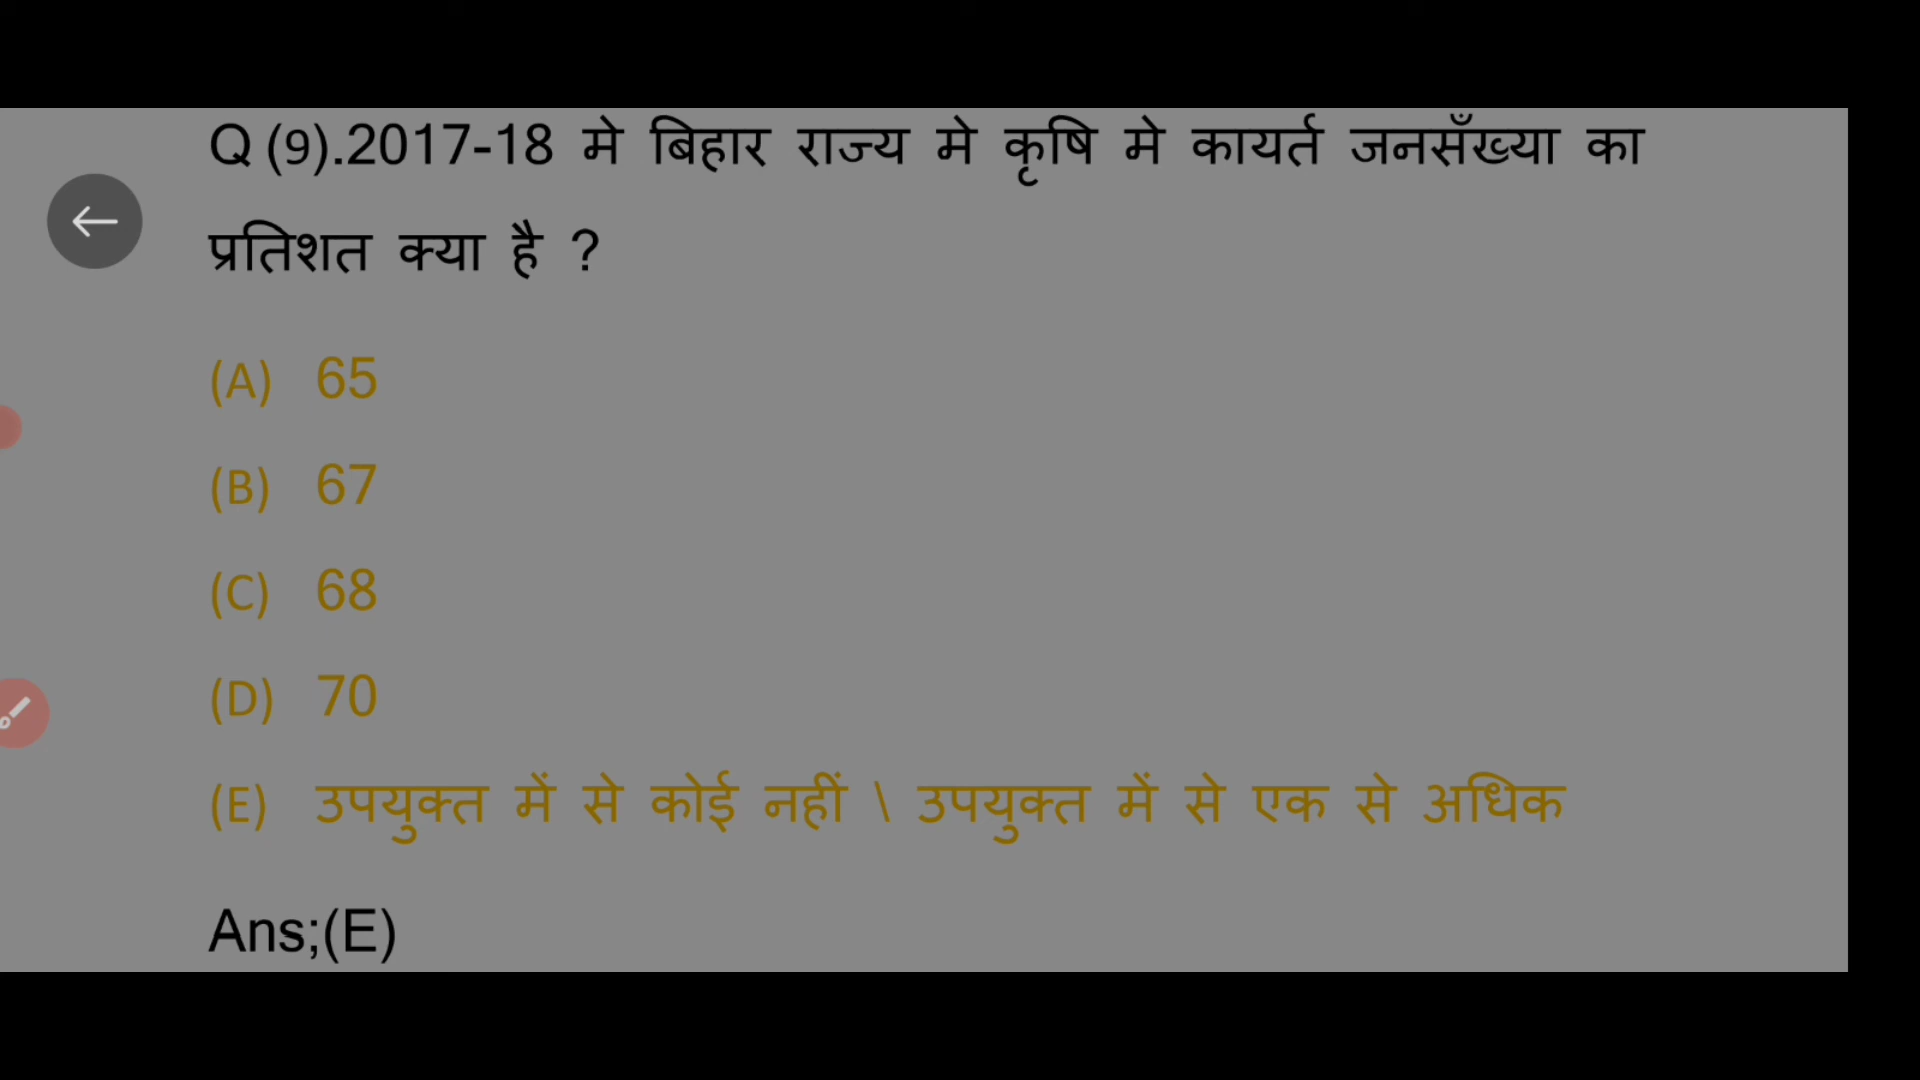 Q (9).2017-18 मे बिहार राज्य मे कृषि मे कायर्त जनसँख्या का
प्रतिशत क्या है ?
(A) 65
(B) 67
(C) 68
(D) 70
(E) उपयुक्त में से कोई नहीं \ उपयुक्त में से एक से अधिक
Ans;(E)